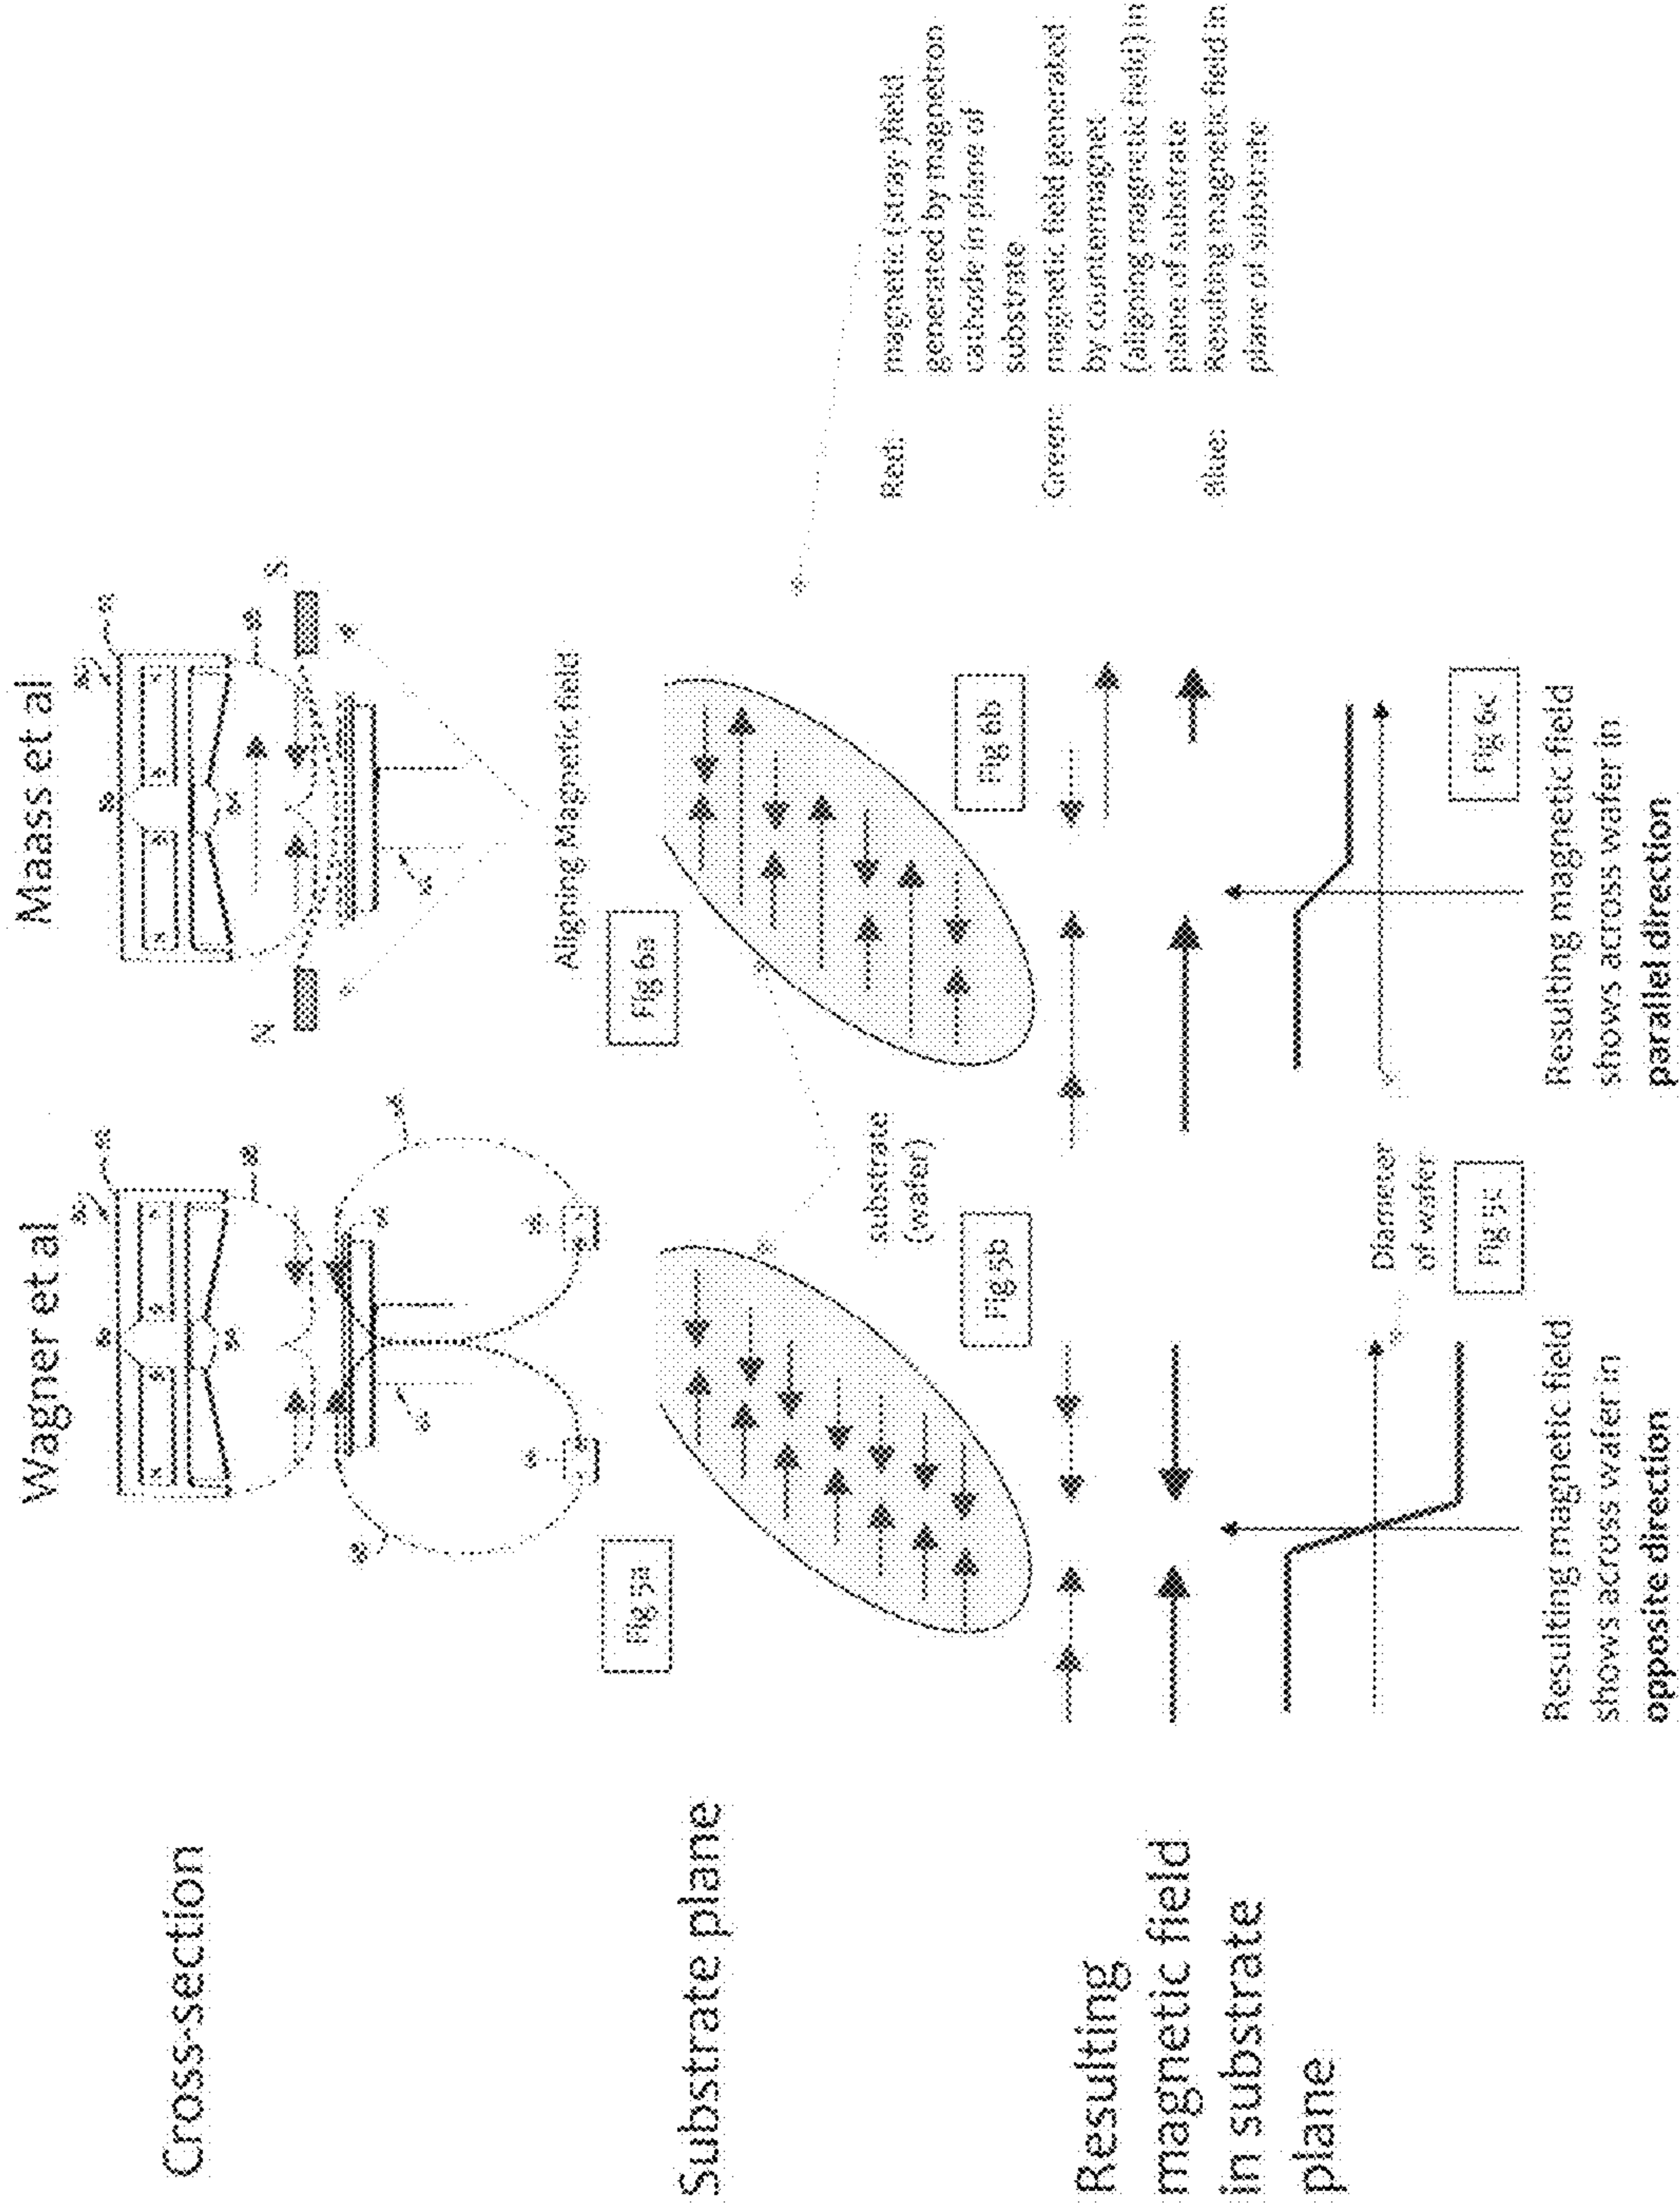 Wagner et al
Maass et al
Cross-section
N
S
Aligning Magnetic field
Fig 5a
Fig 6a
Substrate plane
substrate
(wafer)
Fig 5b
Fig 6b
Red:
magnetic (stray) field
generated by magnetron
cathode in plane of
substrate
Green:
magnetic field generated
by countermagnet
(aligning magnetic field) in
plane of substrate
Blue:
Resulting magnetic field in
plane of substrate
Resulting
magnetic field
in substrate
plane
Diameter
of wafer
Fig 5c
Fig 6c
Resulting magnetic field
shows across wafer in
opposite direction
Resulting magnetic field
shows across wafer in
parallel direction